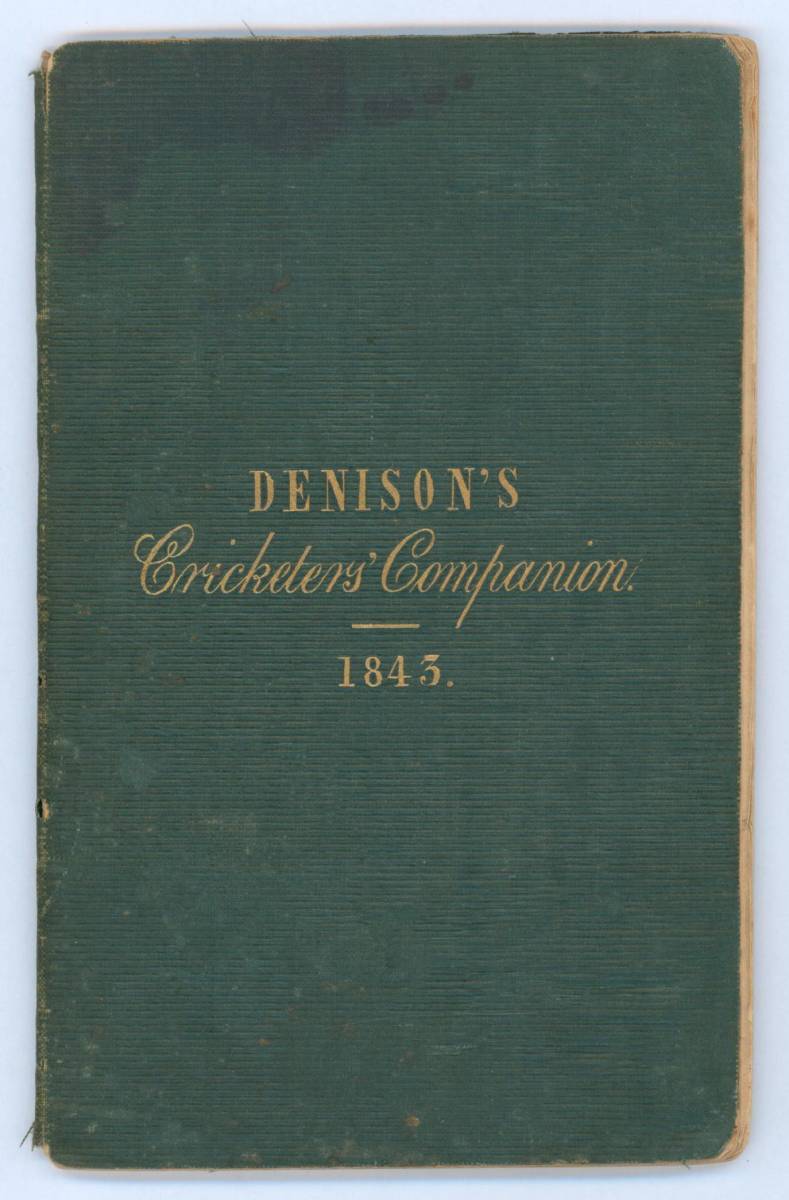 DENISON'S
Cricketers' Companion.
1843.